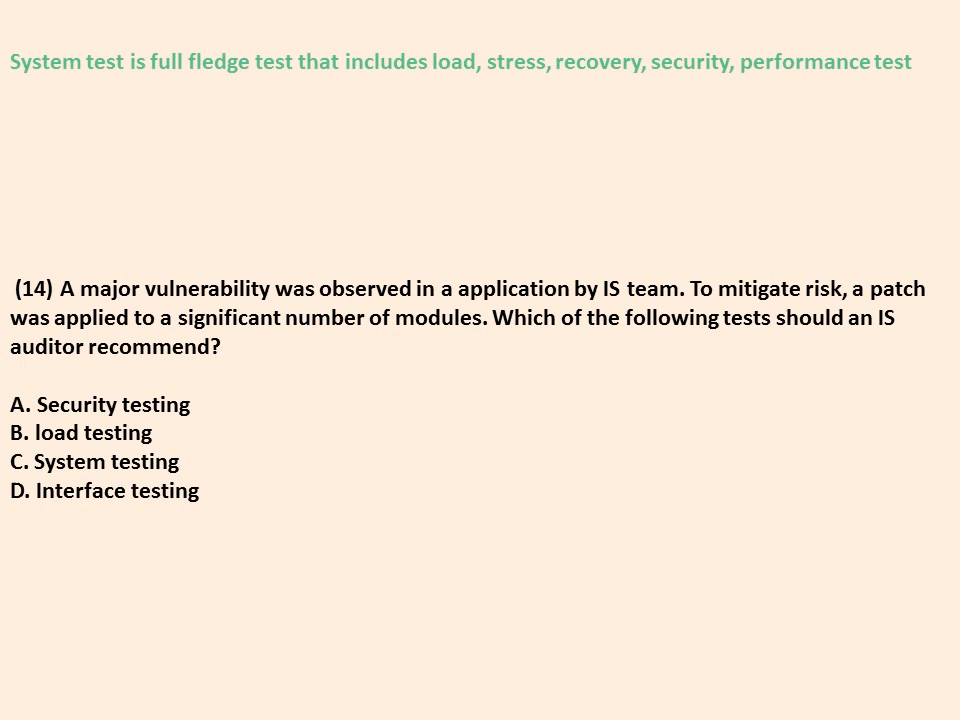 System test is full fledge test that includes load, stress, recovery, security, performance test
(14) A major vulnerability was observed in a application by IS team. To mitigate risk, a patch
was applied to a significant number of modules. Which of the following tests should an IS
auditor recommend?
A. Security testing
B. load testing
C. System testing
D. Interface testing